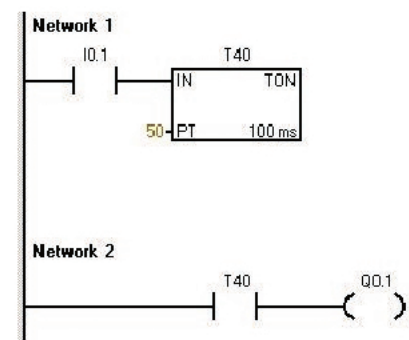 Network 1
I0.1
T40
IN TON
50 PT 100 ms
Network 2
T40
Q0.1